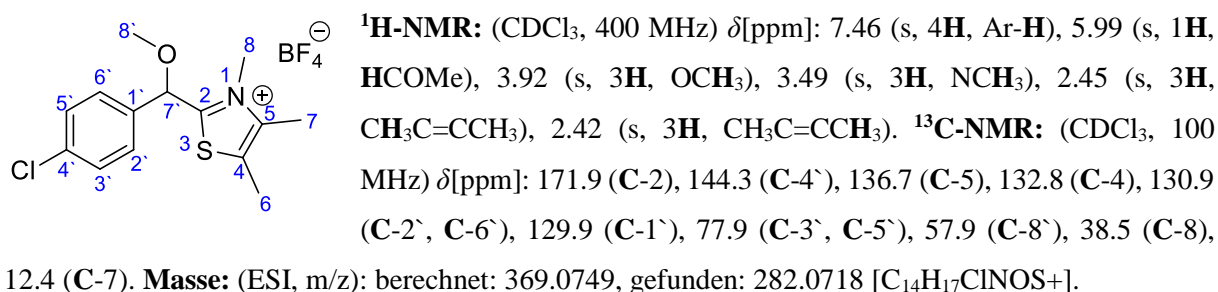 8`
O
8
BF4
⊖
6`
1
N
⊕
5`
1`
7`
2
5
7
S
3
4
6
Cl
4`
3`
2`
¹H-NMR: (CDCl₃, 400 MHz) δ[ppm]: 7.46 (s, 4H, Ar-H), 5.99 (s, 1H,
HCOMe), 3.92 (s, 3H, OCH₃), 3.49 (s, 3H, NCH₃), 2.45 (s, 3H,
CH₃C=CCH₃), 2.42 (s, 3H, CH3C=CCH₃). ¹³C-NMR: (CDCl₃, 100
MHz) δ[ppm]: 171.9 (C-2), 144.3 (C-4`), 136.7 (C-5), 132.8 (C-4), 130.9
(C-2`, C-6`), 129.9 (C-1`), 77.9 (C-3`, C-5`), 57.9 (C-8`), 38.5 (C-8),
12.4 (C-7). Masse: (ESI, m/z): berechnet: 369.0749, gefunden: 282.0718 [C₁₄H₁₇ClNOS+].